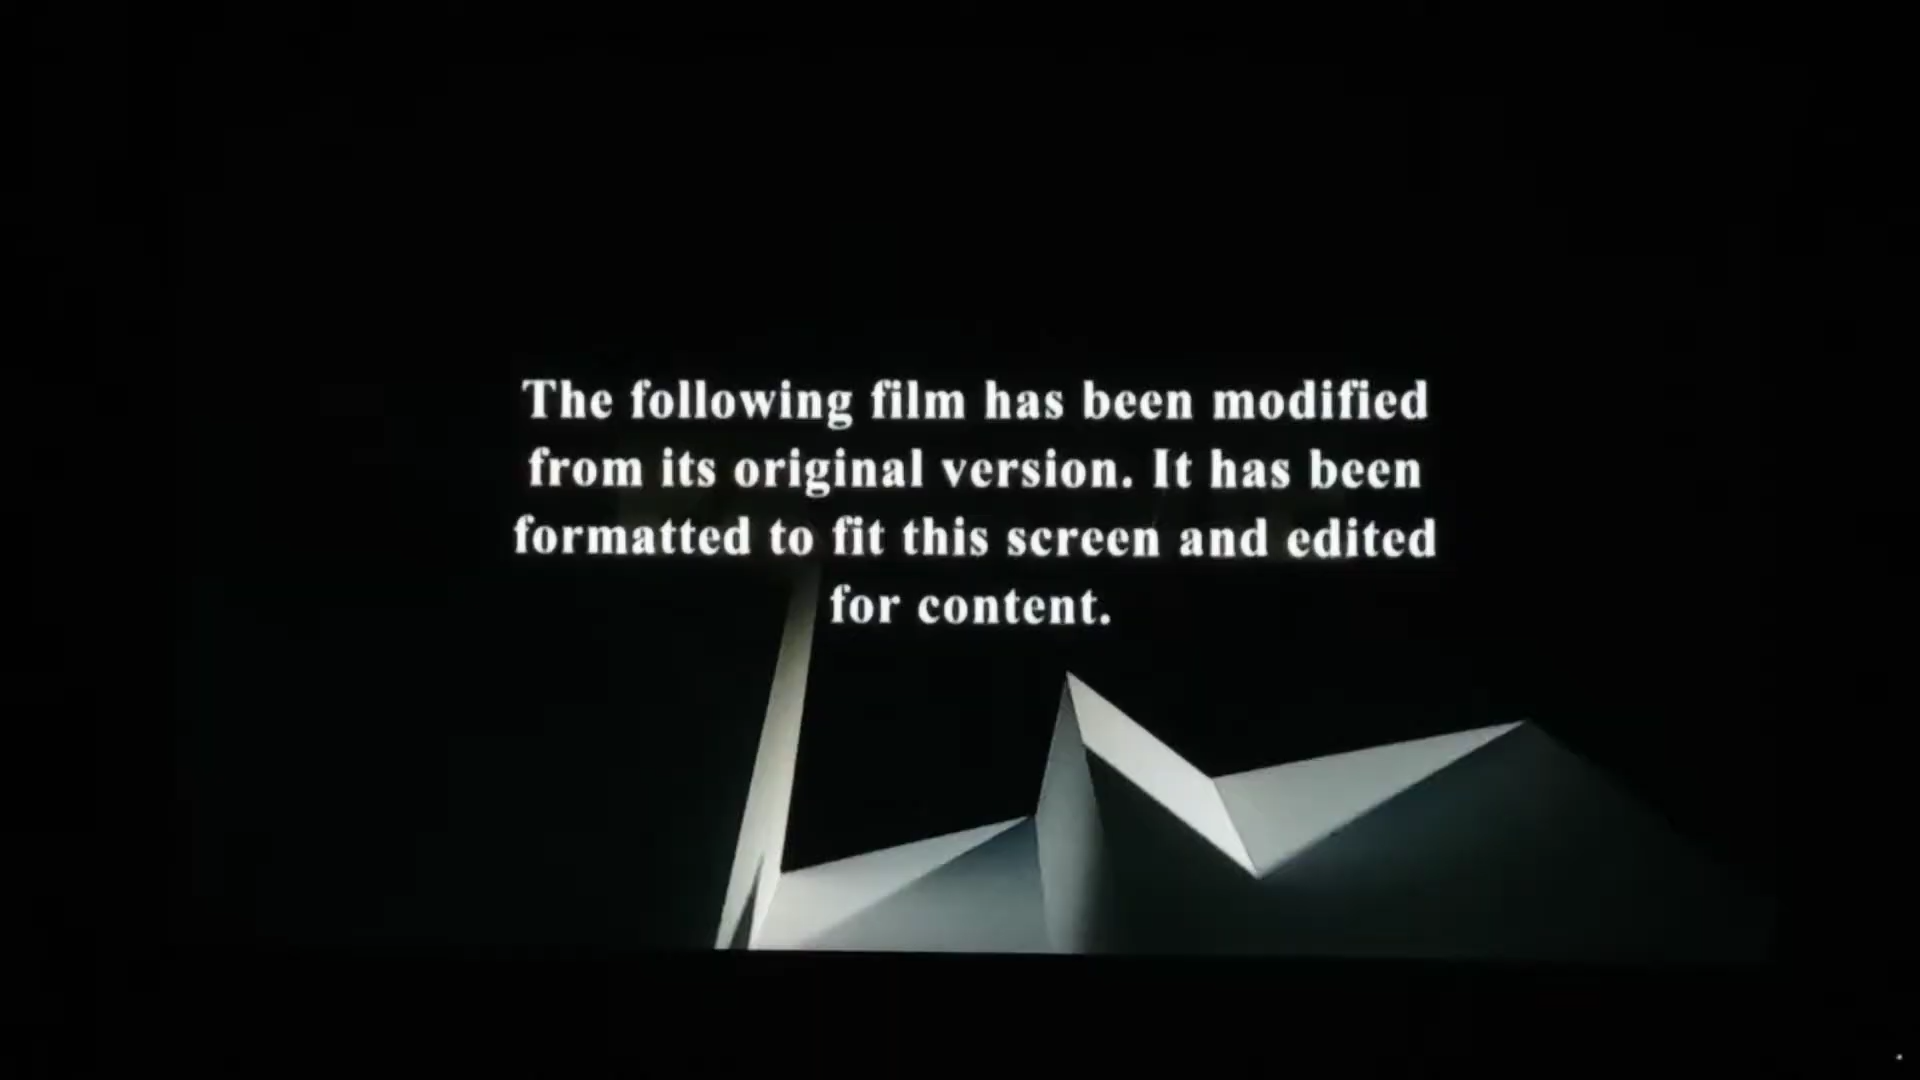 The following film has been modified
from its original version. It has been
formatted to fit this screen and edited
for content.